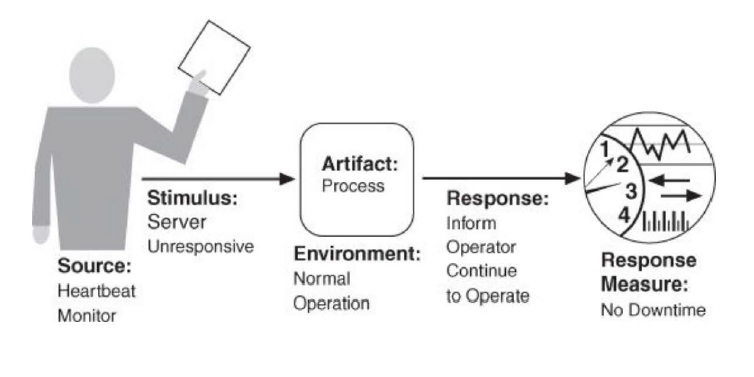 Source:
Heartbeat
Monitor
Stimulus:
Server
Unresponsive
Artifact:
Process
Environment:
Normal
Operation
Response:
Inform
Operator
Continue
to Operate
1
2
3
4
Response
Measure:
No Downtime